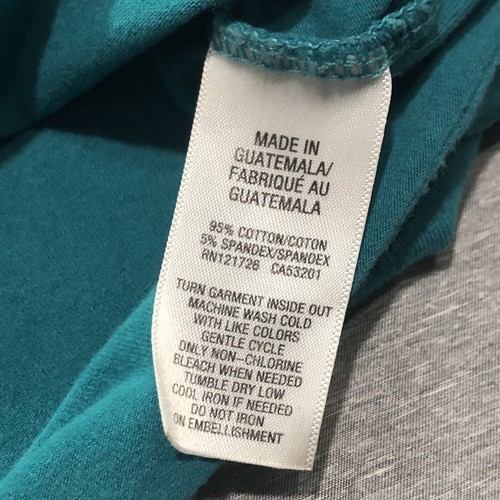 MADE IN
GUATEMALA/
FABRIQUÉ AU
GUATEMALA
95% COTTON/COTON
5% SPANDEX/SPANDEX
RN121726 CA53201
TURN GARMENT INSIDE OUT
MACHINE WASH COLD
WITH LIKE COLORS
GENTLE CYCLE
ONLY NON-CHLORINE
BLEACH WHEN NEEDED
TUMBLE DRY LOW
COOL IRON IF NEEDED
DO NOT IRON
ON EMBELLISHMENT